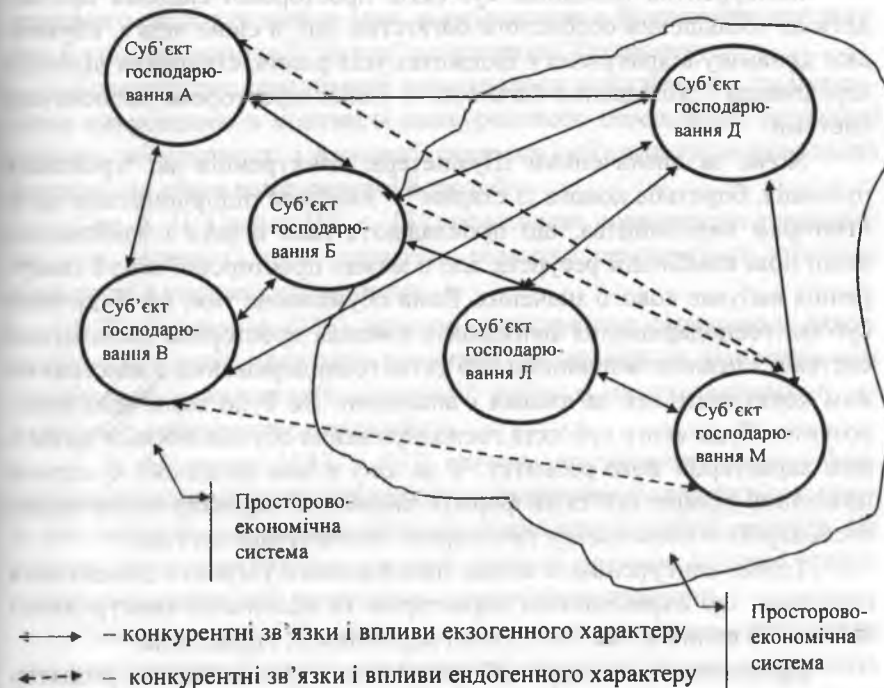 Суб'єкт
господарю-
вання А
Суб'єкт
господарю-
вання Д
Суб'єкт
господарю-
вання Б
Суб'єкт
господарю-
вання В
Суб'єкт
господарю-
вання Л
Суб'єкт
господарю-
вання М
Просторово-
економічна
система
Просторово-
економічна
система
– конкурентні зв'язки і впливи екзогенного характеру
– конкурентні зв'язки і впливи ендогенного характеру